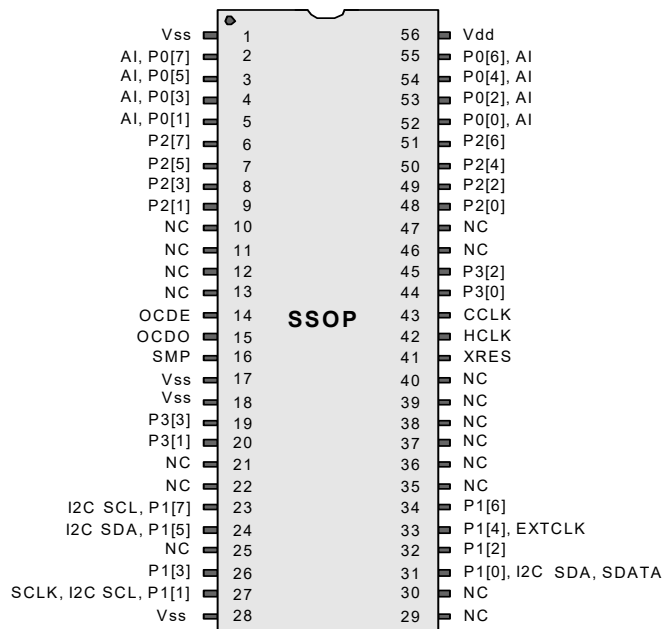 Vss 1 56 Vdd
AI, P0[7] 2 55 P0[6], AI
AI, P0[5] 3 54 P0[4], AI
AI, P0[3] 4 53 P0[2], AI
AI, P0[1] 5 52 P0[0], AI
P2[7] 6 51 P2[6]
P2[5] 7 50 P2[4]
P2[3] 8 49 P2[2]
P2[1] 9 48 P2[0]
NC 10 47 NC
NC 11 46 NC
NC 12 45 P3[2]
NC 13 44 P3[0]
OCDE 14 SSOP 43 CCLK
OCDO 15 42 HCLK
SMP 16 41 XRES
Vss 17 40 NC
Vss 18 39 NC
P3[3] 19 38 NC
P3[1] 20 37 NC
NC 21 36 NC
NC 22 35 NC
I2C SCL, P1[7] 23 34 P1[6]
I2C SDA, P1[5] 24 33 P1[4], EXTCLK
NC 25 32 P1[2]
P1[3] 26 31 P1[0], I2C SDA, SDATA
SCLK, I2C SCL, P1[1] 27 30 NC
Vss 28 29 NC